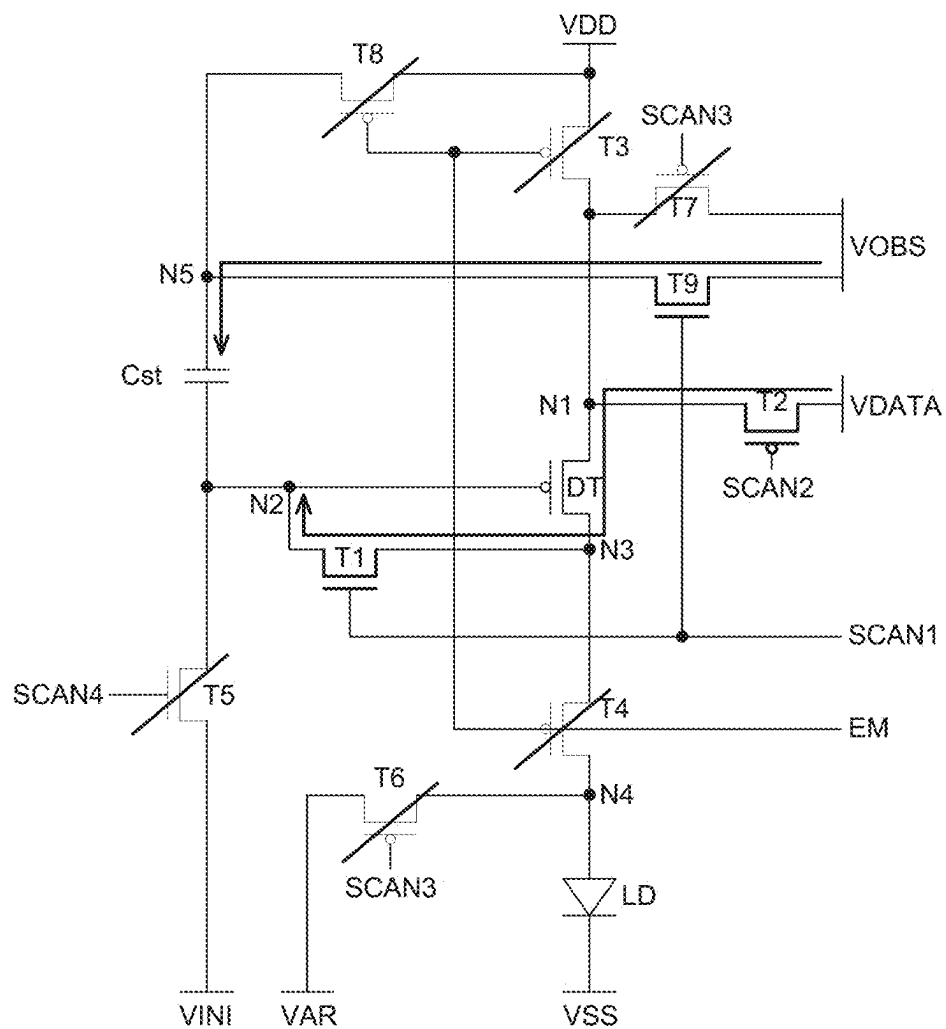 VDD
T8
SCAN3
T3
T7
VOBS
N5
T9
Cst
N1
T2
VDATA
N2
DT
SCAN2
T1
N3
SCAN1
SCAN4
T5
T4
EM
T6
N4
SCAN3
LD
VINI
VAR
VSS